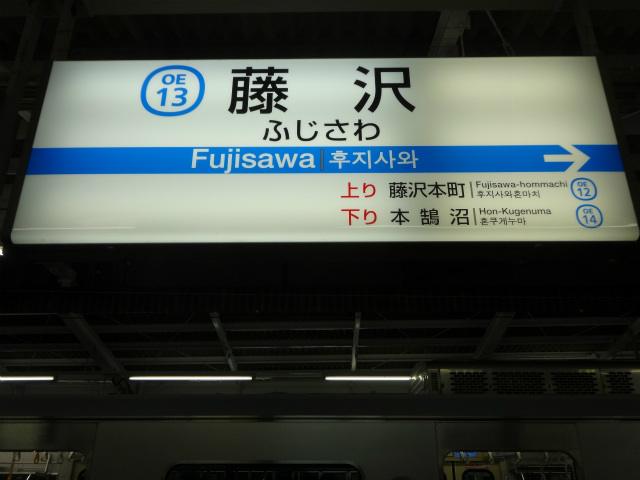 OE 13 藤沢
ふじさわ
Fujisawa 후지사와
上り 藤沢本町 Fujisawa-hommachi 후지사와혼마치 OE 12
下り 本鵠沼 Hon-Kugenuma 혼쿠게누마 OE 14